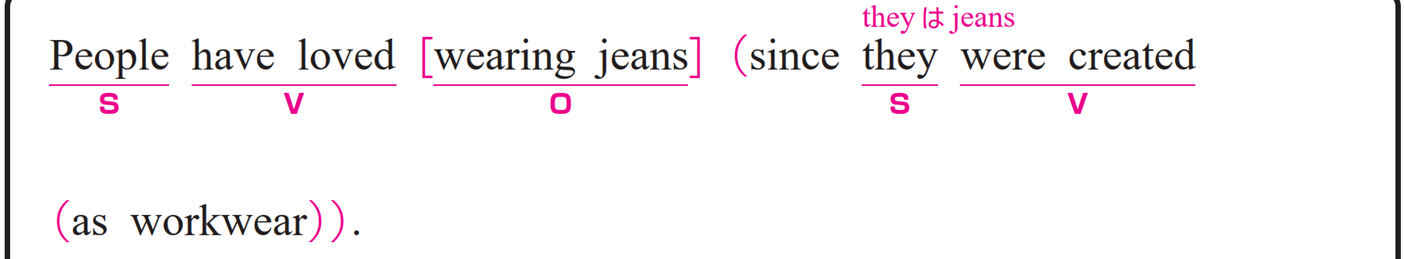 they は jeans
People have loved [wearing jeans] (since they were created
S V O S V
(as workwear)).